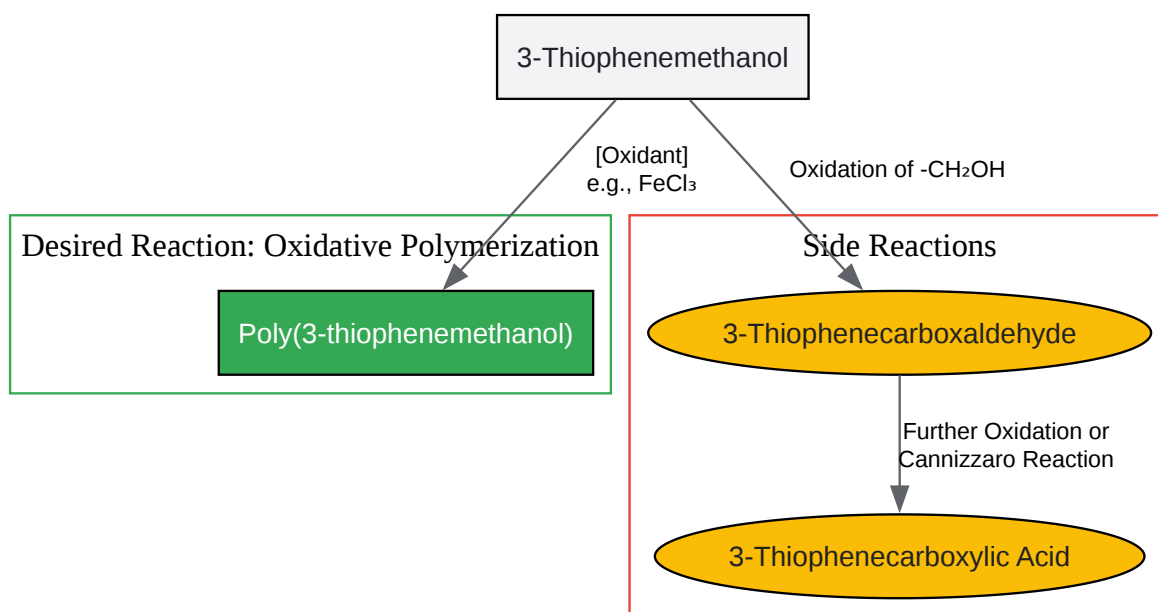 3-Thiophenemethanol
[Oxidant]
e.g., FeCl₃
Oxidation of -CH₂OH
Desired Reaction: Oxidative Polymerization
Poly(3-thiophenemethanol)
Side Reactions
3-Thiophenecarboxaldehyde
Further Oxidation or
Cannizzaro Reaction
3-Thiophenecarboxylic Acid